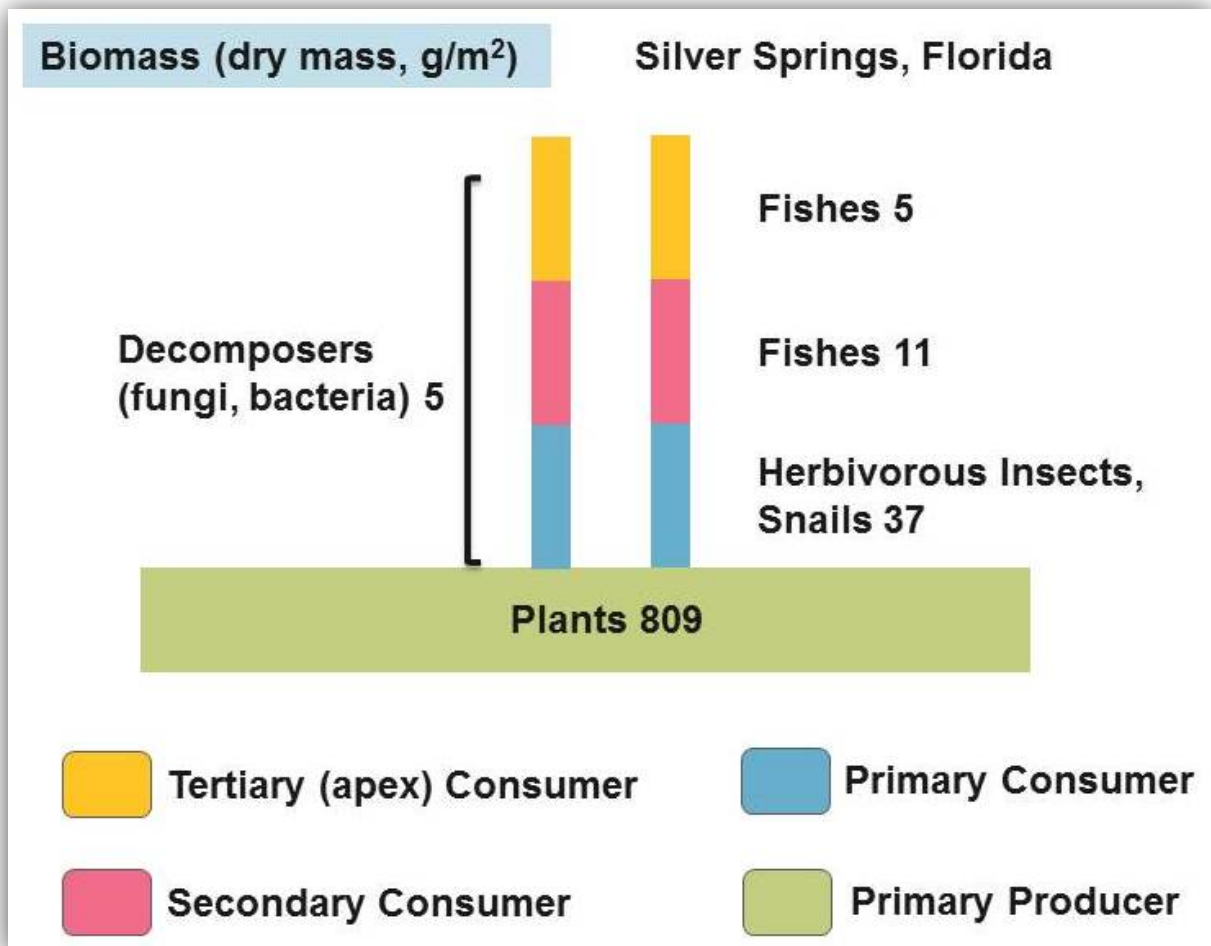 Biomass (dry mass, g/m²)
Silver Springs, Florida
Fishes 5
Decomposers
(fungi, bacteria) 5
Fishes 11
Herbivorous Insects,
Snails 37
Plants 809
Tertiary (apex) Consumer
Primary Consumer
Secondary Consumer
Primary Producer